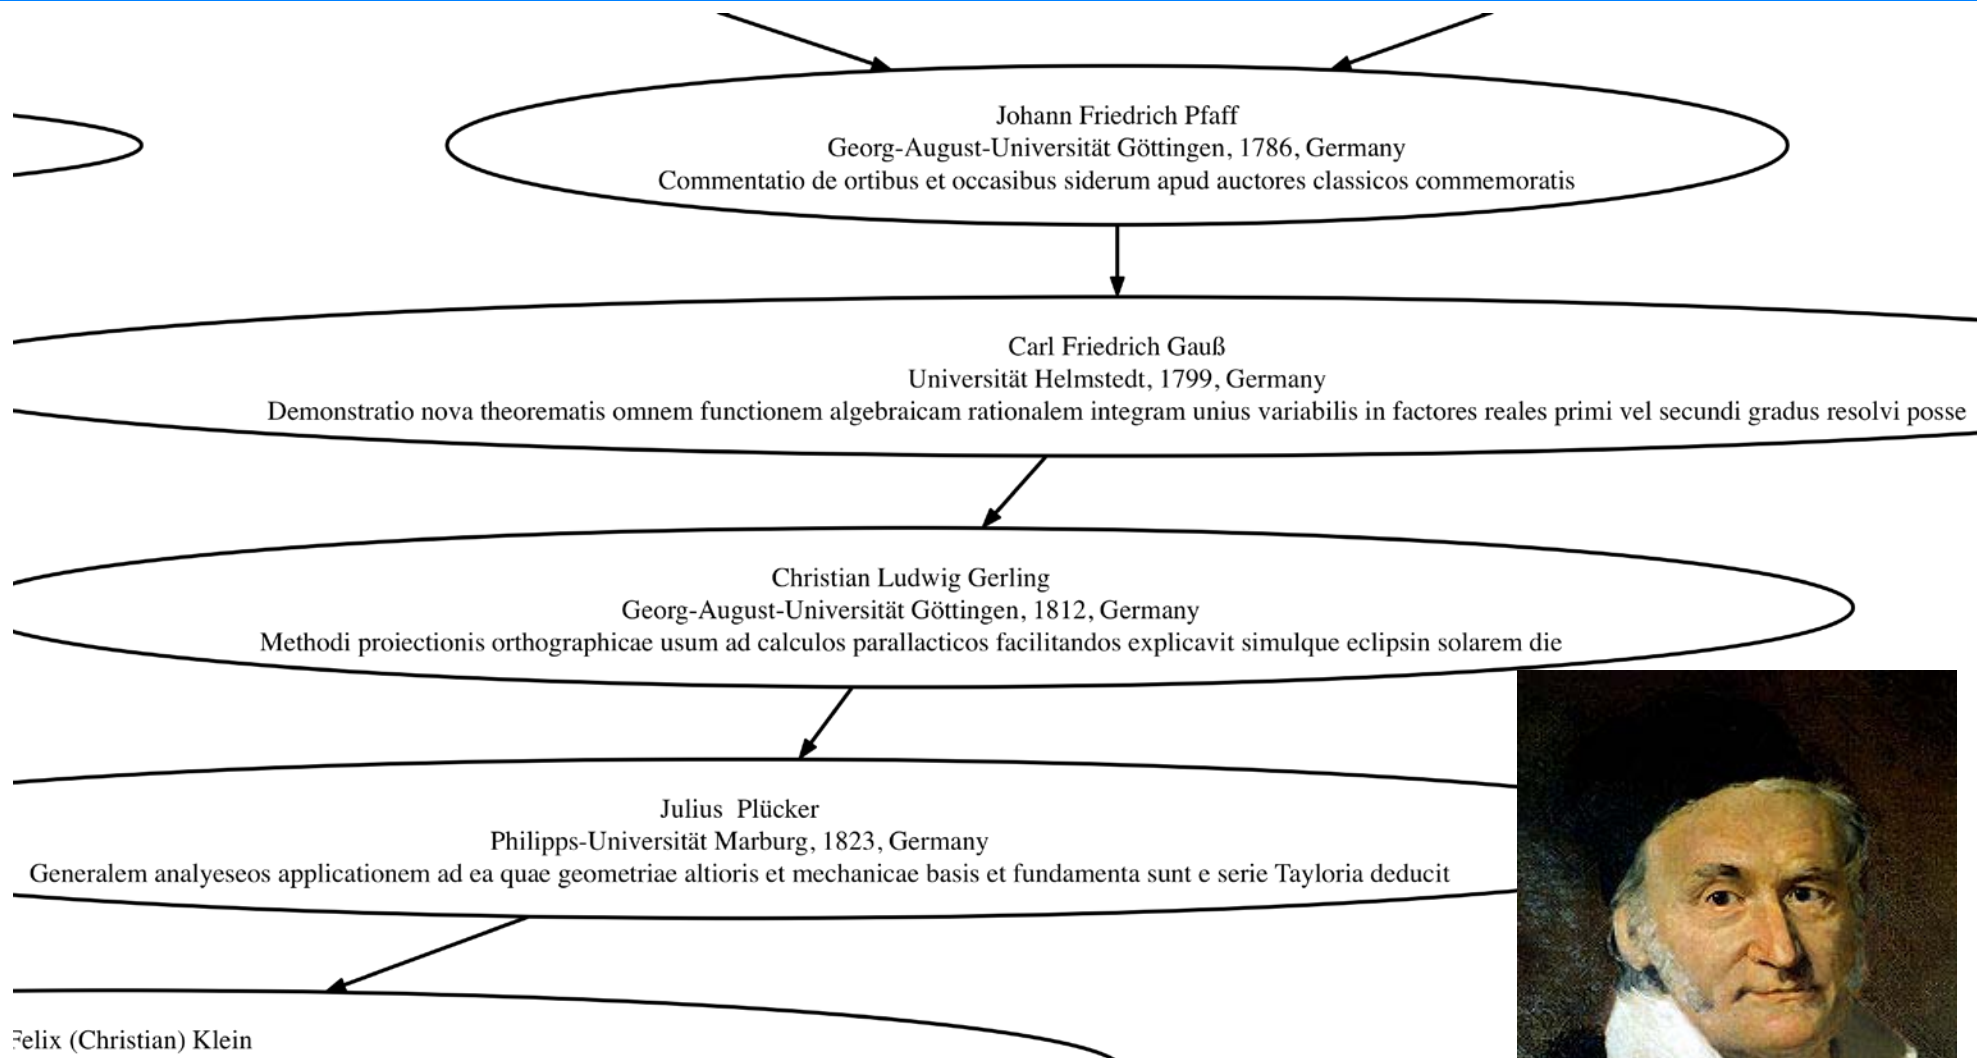 Johann Friedrich Pfaff
Georg-August-Universität Göttingen, 1786, Germany
Commentatio de ortibus et occasibus siderum apud auctores classicos commemoratis
Carl Friedrich Gauß
Universität Helmstedt, 1799, Germany
Demonstratio nova theorematis omnem functionem algebraicam rationalem integram unius variabilis in factores reales primi vel secundi gradus resolvi posse
Christian Ludwig Gerling
Georg-August-Universität Göttingen, 1812, Germany
Methodi proiectionis orthographicae usum ad calculos parallacticos facilitandos explicavit simulque eclipsin solarem die
Julius Plücker
Philipps-Universität Marburg, 1823, Germany
Generalem analyeseos applicationem ad ea quae geometriae altioris et mechanicae basis et fundamenta sunt e serie Tayloria deducit
Felix (Christian) Klein